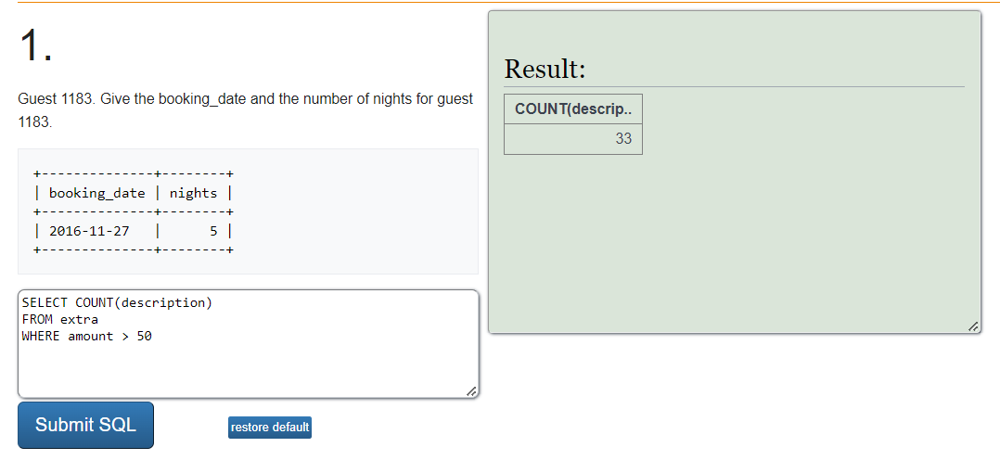 1.
Guest 1183. Give the booking_date and the number of nights for guest
1183.
+--------------+--------+
| booking_date | nights |
+--------------+--------+
| 2016-11-27   |      5 |
+--------------+--------+
SELECT COUNT(description)
FROM extra
WHERE amount > 50
Submit SQL
restore default
Result:
COUNT(descrip..
33